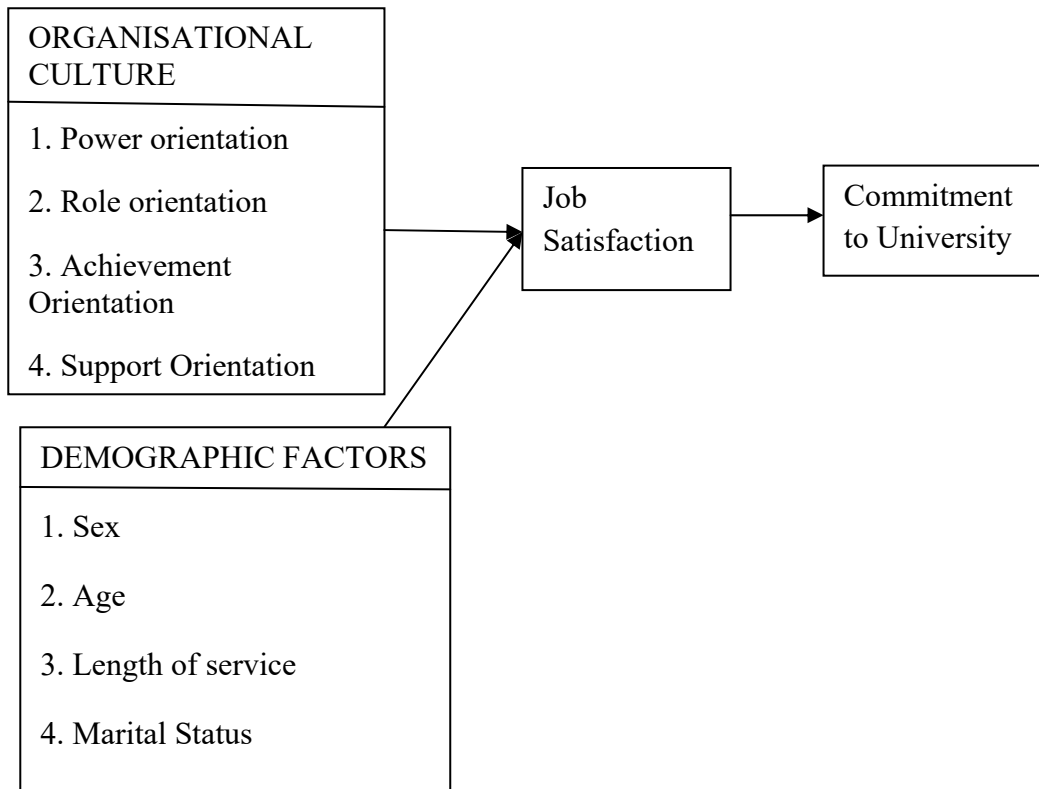 ORGANISATIONAL
CULTURE
1. Power orientation
2. Role orientation
3. Achievement
Orientation
4. Support Orientation
Job
Satisfaction
Commitment
to University
DEMOGRAPHIC FACTORS
1. Sex
2. Age
3. Length of service
4. Marital Status